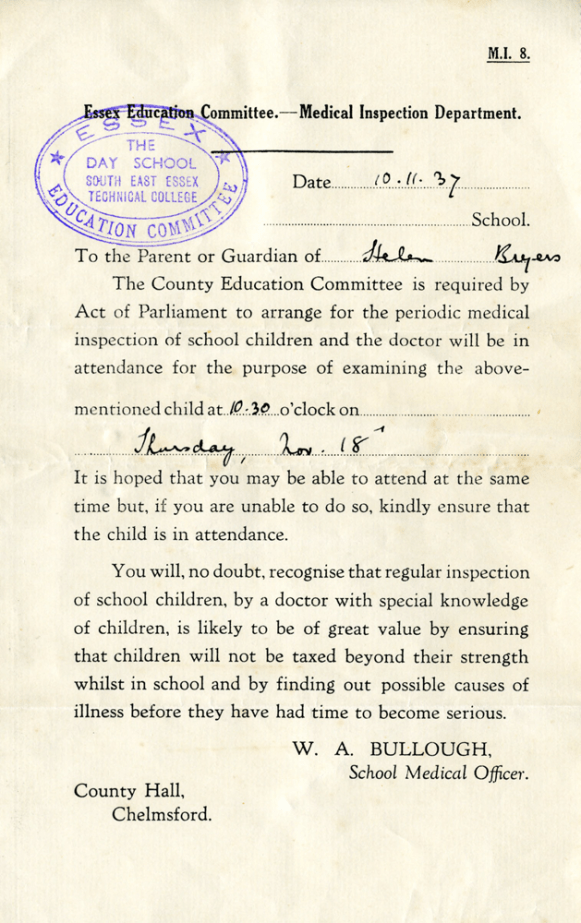 M.I. 8.
Essex Education Committee.—Medical Inspection Department.
ESSEX
THE
DAY SCHOOL
SOUTH EAST ESSEX
TECHNICAL COLLEGE
EDUCATION COMMITTEE
Date 10.11.37
School.
To the Parent or Guardian of Helen Bryers
The County Education Committee is required by
Act of Parliament to arrange for the periodic medical
inspection of school children and the doctor will be in
attendance for the purpose of examining the above-
mentioned child at 10.30 o'clock on
Thursday, Nov. 18
It is hoped that you may be able to attend at the same
time but, if you are unable to do so, kindly ensure that
the child is in attendance.
You will, no doubt, recognise that regular inspection
of school children, by a doctor with special knowledge
of children, is likely to be of great value by ensuring
that children will not be taxed beyond their strength
whilst in school and by finding out possible causes of
illness before they have had time to become serious.
W. A. BULLOUGH,
School Medical Officer.
County Hall,
Chelmsford.